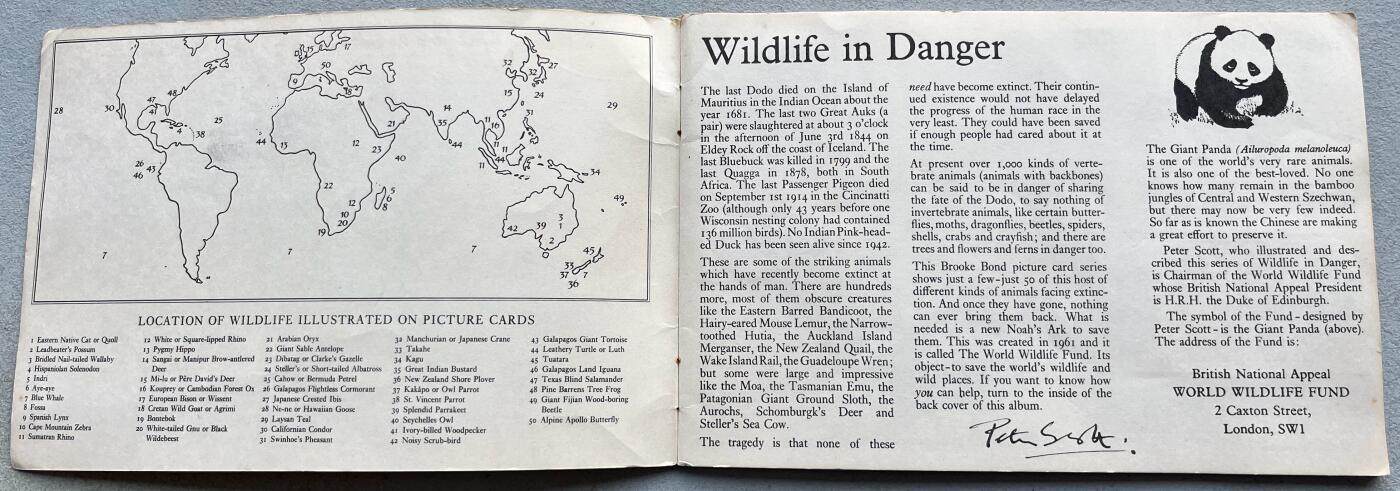 LOCATION OF WILDLIFE ILLUSTRATED ON PICTURE CARDS
1 Eastern Native Cat or Quoll
2 Leadbeater's Possum
3 Bridled Nail-tailed Wallaby
4 Hispaniolan Solenodon
5 Indri
6 Aye-aye
7 Blue Whale
8 Fossa
9 Spanish Lynx
10 Cape Mountain Zebra
11 Sumatran Rhino
12 White or Square-lipped Rhino
13 Pygmy Hippo
14 Sangai or Manipur Brow-antlered
Deer
15 Mi-lu or Père David's Deer
16 Kouprey or Cambodian Forest Ox
17 European Bison or Wissent
18 Cretan Wild Goat or Agrimi
19 Bontebok
20 White-tailed Gnu or Black
Wildebeest
21 Arabian Oryx
22 Giant Sable Antelope
23 Dibatag or Clarke's Gazelle
24 Steller's or Short-tailed Albatross
25 Cahow or Bermuda Petrel
26 Galapagos Flightless Cormorant
27 Japanese Crested Ibis
28 Ne-ne or Hawaiian Goose
29 Laysan Teal
30 Californian Condor
31 Swinhoe's Pheasant
32 Manchurian or Japanese Crane
33 Takahe
34 Kagu
35 Great Indian Bustard
36 New Zealand Shore Plover
37 Kakápo or Owl Parrot
38 St. Vincent Parrot
39 Splendid Parrakeet
40 Seychelles Owl
41 Ivory-billed Woodpecker
42 Noisy Scrub-bird
43 Galapagos Giant Tortoise
44 Leathery Turtle or Luth
45 Tuatara
46 Galapagos Land Iguana
47 Texas Blind Salamander
48 Pine Barrens Tree Frog
49 Giant Fijian Wood-boring
Beetle
50 Alpine Apollo Butterfly
Wildlife in Danger
The last Dodo died on the Island of
Mauritius in the Indian Ocean about the
year 1681. The last two Great Auks (a
pair) were slaughtered at about 3 o'clock
in the afternoon of June 3rd 1844 on
Eldey Rock off the coast of Iceland. The
last Bluebuck was killed in 1799 and the
last Quagga in 1878, both in South
Africa. The last Passenger Pigeon died
on September 1st 1914 in the Cincinatti
Zoo (although only 43 years before one
Wisconsin nesting colony had contained
136 million birds). No Indian Pink-head-
ed Duck has been seen alive since 1942.
These are some of the striking animals
which have recently become extinct at
the hands of man. There are hundreds
more, most of them obscure creatures
like the Eastern Barred Bandicoot, the
Hairy-eared Mouse Lemur, the Narrow-
toothed Hutia, the Auckland Island
Merganser, the New Zealand Quail, the
Wake Island Rail, the Guadeloupe Wren;
but some were large and impressive
like the Moa, the Tasmanian Emu, the
Patagonian Giant Ground Sloth, the
Aurochs, Schomburgk's Deer and
Steller's Sea Cow.
The tragedy is that none of these
need have become extinct. Their contin-
ued existence would not have delayed
the progress of the human race in the
very least. They could have been saved
if enough people had cared about it at
the time.
At present over 1,000 kinds of verte-
brate animals (animals with backbones)
can be said to be in danger of sharing
the fate of the Dodo, to say nothing of
invertebrate animals, like certain butter-
flies, moths, dragonflies, beetles, spiders,
shells, crabs and crayfish; and there are
trees and flowers and ferns in danger too.
This Brooke Bond picture card series
shows just a few–just 50 of this host of
different kinds of animals facing extinc-
tion. And once they have gone, nothing
can ever bring them back. What is
needed is a new Noah's Ark to save
them. This was created in 1961 and it
is called The World Wildlife Fund. Its
object–to save the world's wildlife and
wild places. If you want to know how
you can help, turn to the inside of the
back cover of this album.
Peter Scott.
The Giant Panda (Ailuropoda melanoleuca)
is one of the world's very rare animals.
It is also one of the best-loved. No one
knows how many remain in the bamboo
jungles of Central and Western Szechwan,
but there may now be very few indeed.
So far as is known the Chinese are making
a great effort to preserve it.
Peter Scott, who illustrated and des-
cribed this series of Wildlife in Danger,
is Chairman of the World Wildlife Fund
whose British National Appeal President
is H.R.H. the Duke of Edinburgh.
The symbol of the Fund – designed by
Peter Scott – is the Giant Panda (above).
The address of the Fund is:
British National Appeal
WORLD WILDLIFE FUND
2 Caxton Street,
London, SW1